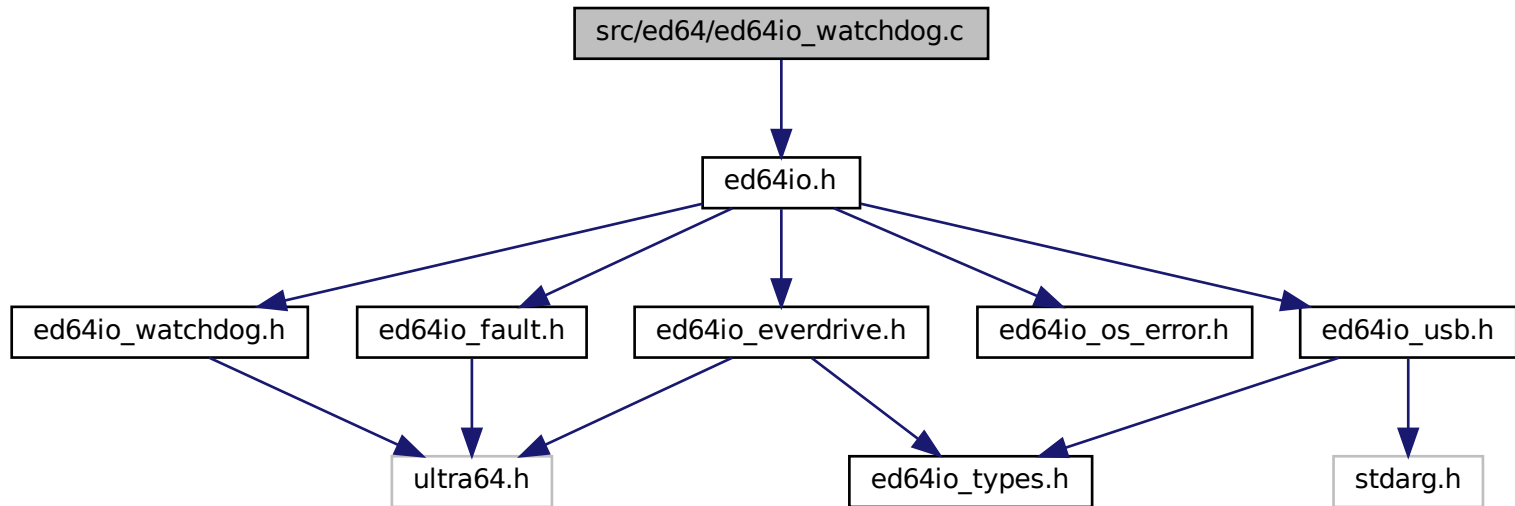 src/ed64/ed64io_watchdog.c
ed64io.h
ed64io_watchdog.h
ed64io_fault.h
ed64io_everdrive.h
ed64io_os_error.h
ed64io_usb.h
ultra64.h
ed64io_types.h
stdarg.h